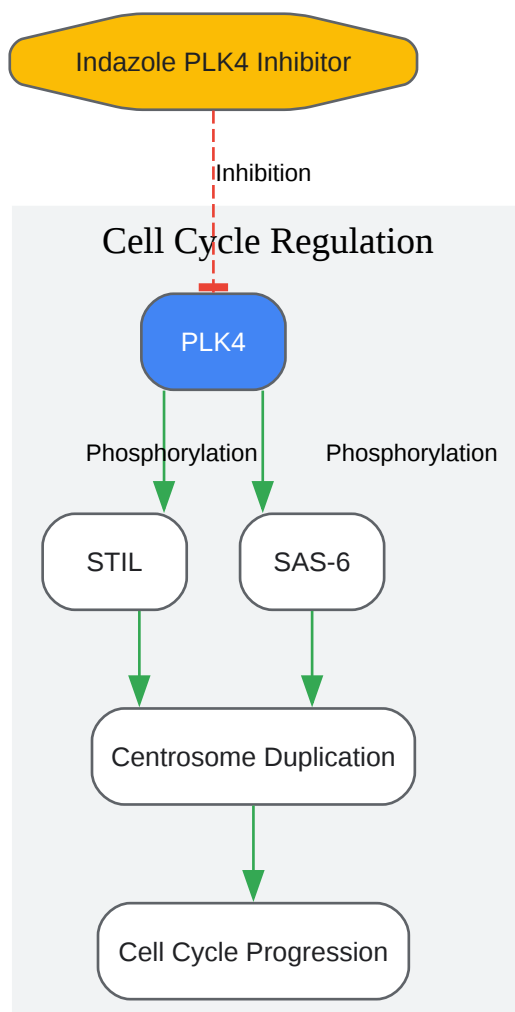 Indazole PLK4 Inhibitor
Inhibition
Cell Cycle Regulation
PLK4
Phosphorylation
Phosphorylation
STIL
SAS-6
Centrosome Duplication
Cell Cycle Progression